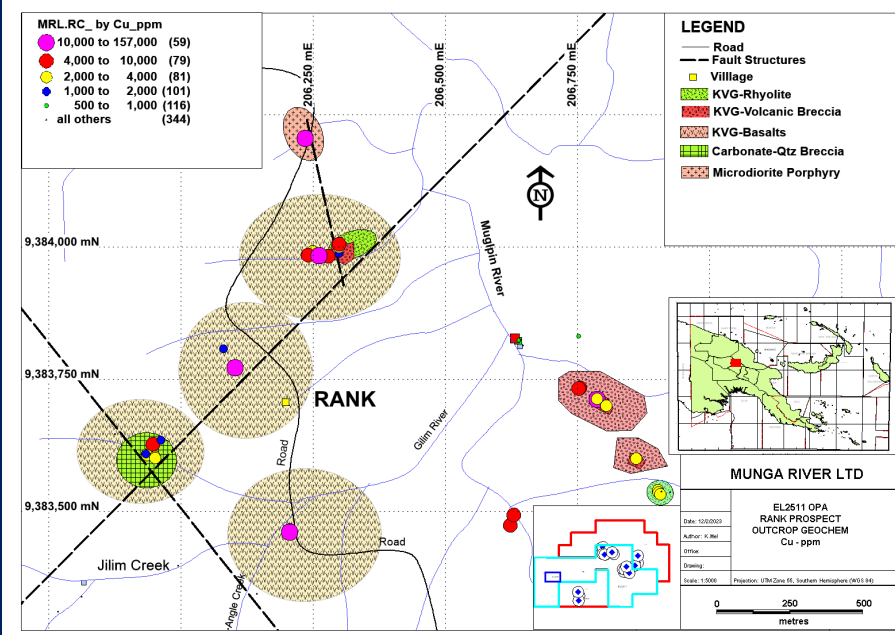 MRL.RC_ by Cu_ppm
10,000 to 157,000 (59)
4,000 to 10,000 (79)
2,000 to 4,000 (81)
1,000 to 2,000 (101)
500 to 1,000 (116)
all others (344)
206,250 mE
206,500 mE
206,750 mE
LEGEND
Road
Fault Structures
Villlage
KVG-Rhyolite
KVG-Volcanic Breccia
KVG-Basalts
Carbonate-Qtz Breccia
Microdiorite Porphyry
N
9,384,000 mN
Muglpin River
9,383,750 mN
RANK
Road
Gilim River
9,383,500 mN
Road
Jilim Creek
Angle Creek
MUNGA RIVER LTD
EL2511 OPA
RANK PROSPECT
OUTCROP GEOCHEM
Cu - ppm
Date: 12/2/2023
Author: K.Wel
Office:
Drawing:
Scale: 1:5000
Projection: UTM Zone 55, Southern Hemisphere (WGS 84)
0 250 500
metres